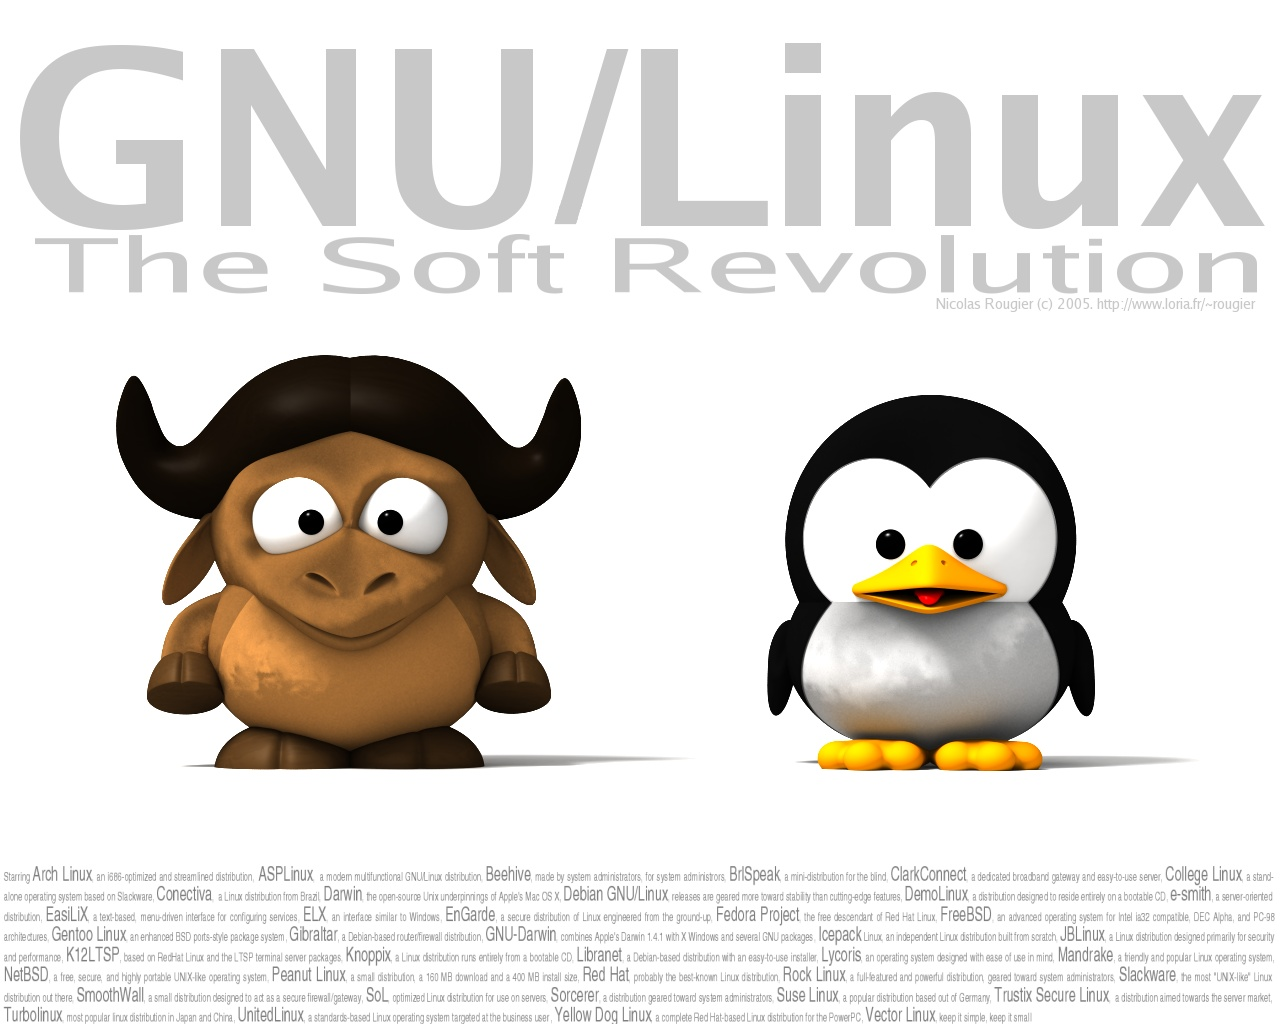 GNU/Linux
The Soft Revolution
Nicolas Rougier (c) 2005. http://www.loria.fr/~rougier
Starring Arch Linux, an i686-optimized and streamlined distribution, ASPLinux, a modern multifunctional GNU/Linux distribution, Beehive, made by system administrators, for system administrors, BrlSpeak, a mini-distribution for the blind, ClarkConnect, a dedicated broadband gateway and easy-to-use server, College Linux, a stand-
alone operating system based on Slackware, Conectiva, a Linux distribution from Brazil, Darwin, the open-source Unix underpinnings of Apple's Mac OS X, Debian GNU/Linux, releases are geared more toward stability than cutting-edge features, DemoLinux, a distribution designed to reside entirely on a bootable CD, e-smith, a server-oriented
distribution, EasiLiX, a text-based, menu-driven interface for configuring services, ELX, an interface similar to Windows, EnGarde, a secure distribution of Linux engineered from the ground-up, Fedora Project, the free descendant of Red Hat Linux, FreeBSD, an advanced operating system for Intel ia32 compatible, DEC Alpha, and PC-98
architectures, Gentoo Linux, an enhanced BSD ports-style package system, Gibraltar, a Debian-based router/firewall distribution, GNU-Darwin, combines Apple's Darwin 1.4.1 with X Windows and several GNU packages, Icepack Linux, an independent Linux distribution built from scratch, JBLinux, a Linux distribution designed primarily for security
and performance, K12LTSP, based on RedHat Linux and the LTSP terminal server packages, Knoppix, a Linux distribution runs entirely from a bootable CD, Libranet, a Debian-based distribution with an easy-to-use installer, Lycoris, an operating system designed with ease of use in mind, Mandrake, a friendly and popular Linux operating system,
NetBSD, a free, secure, and highly portable UNIX-like operating system, Peanut Linux, a small distribution, a 160 MB download and a 400 MB install size, Red Hat, probably the best-known Linux distribution, Rock Linux, a full-featured and powerful distribution, geared toward system administrators, Slackware, the most "UNIX-like" Linux
distribution out there, SmoothWall, a small distribution designed to act as a secure firewall/gateway, SoL, optimized Linux distribution for use on servers, Sorcerer, a distribution geared toward system administrators, Suse Linux, a popular distribution based out of Germany, Trustix Secure Linux, a distribution aimed towards the server market,
Turbolinux, most popular linux distribution in Japan and China, UnitedLinux, a standards-based Linux operating system targeted at the business user, Yellow Dog Linux, a complete Red Hat-based Linux distribution for the PowerPC, Vector Linux, keep it simple, keep it small